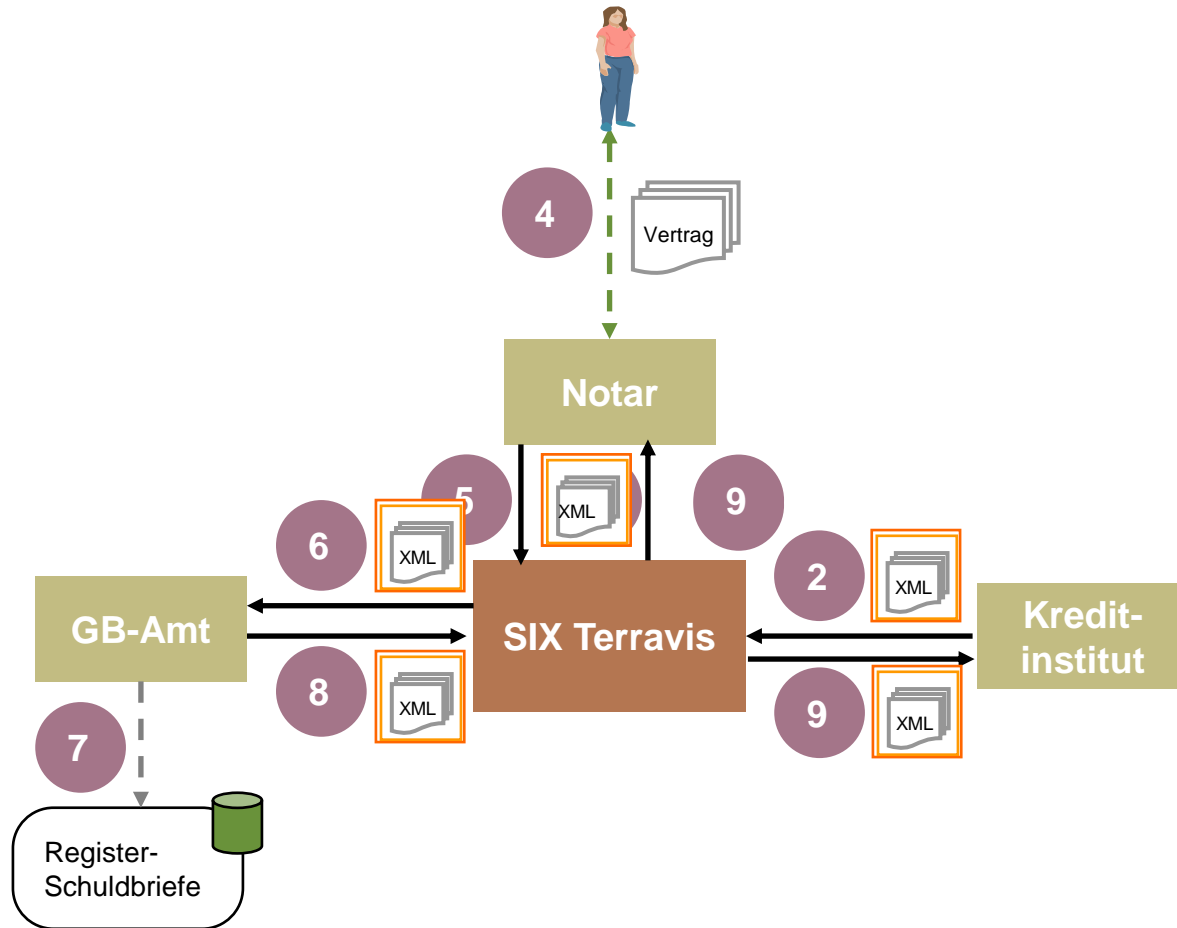 4
Vertrag
Notar
5
XML
9
6
XML
2
XML
GB-Amt
SIX Terravis
Kredit-
institut
8
XML
9
XML
7
Register-
Schuldbriefe